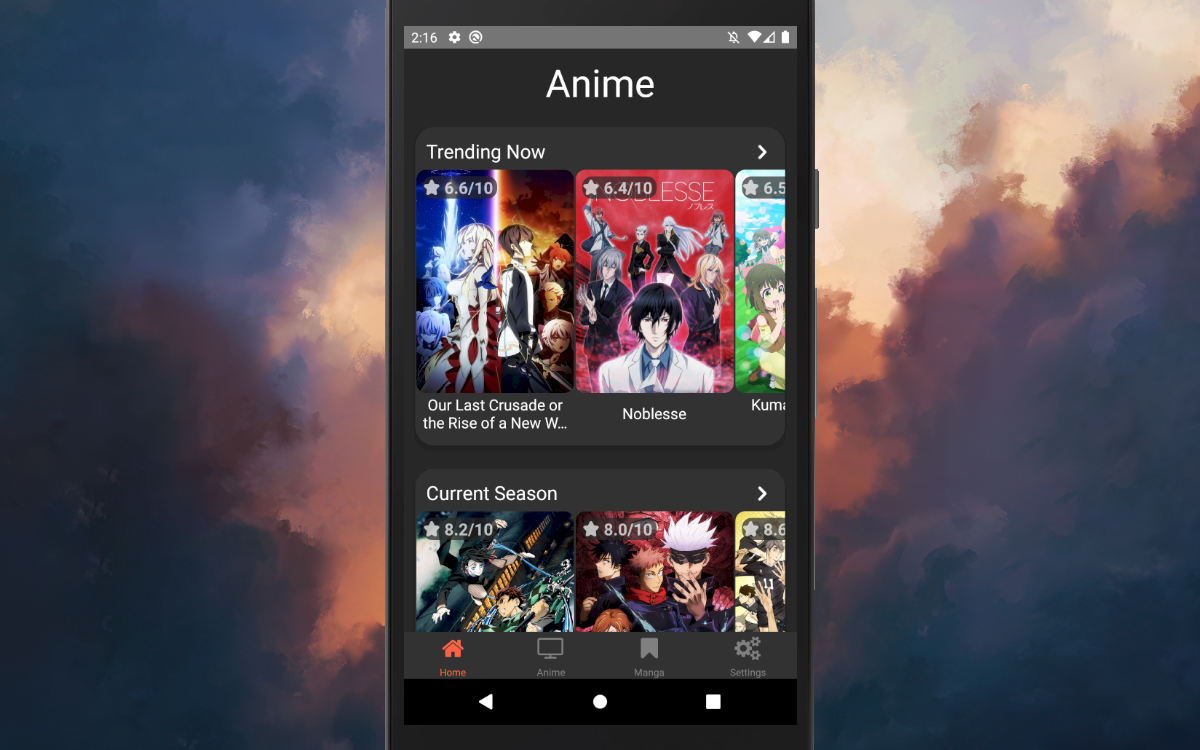 2:16
Anime
Trending Now
6.6/10
6.4/10
6.5
NOBLESSE
ノブレス
Our Last Crusade or
the Rise of a New W...
Noblesse
Kuma
Current Season
8.2/10
8.0/10
8.6
11
Home
Anime
Manga
Settings